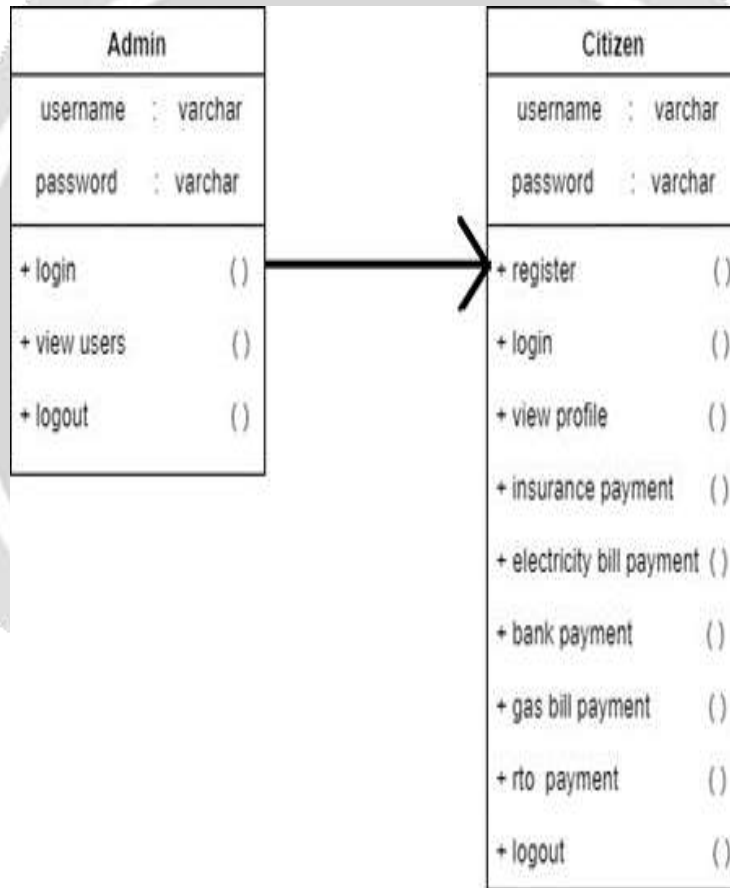 Admin
username : varchar
password : varchar
+ login ( )
+ view users ( )
+ logout ( )
Citizen
username : varchar
password : varchar
+ register ( )
+ login ( )
+ view profile ( )
+ insurance payment ( )
+ electricity bill payment ( )
+ bank payment ( )
+ gas bill payment ( )
+ rto payment ( )
+ logout ( )